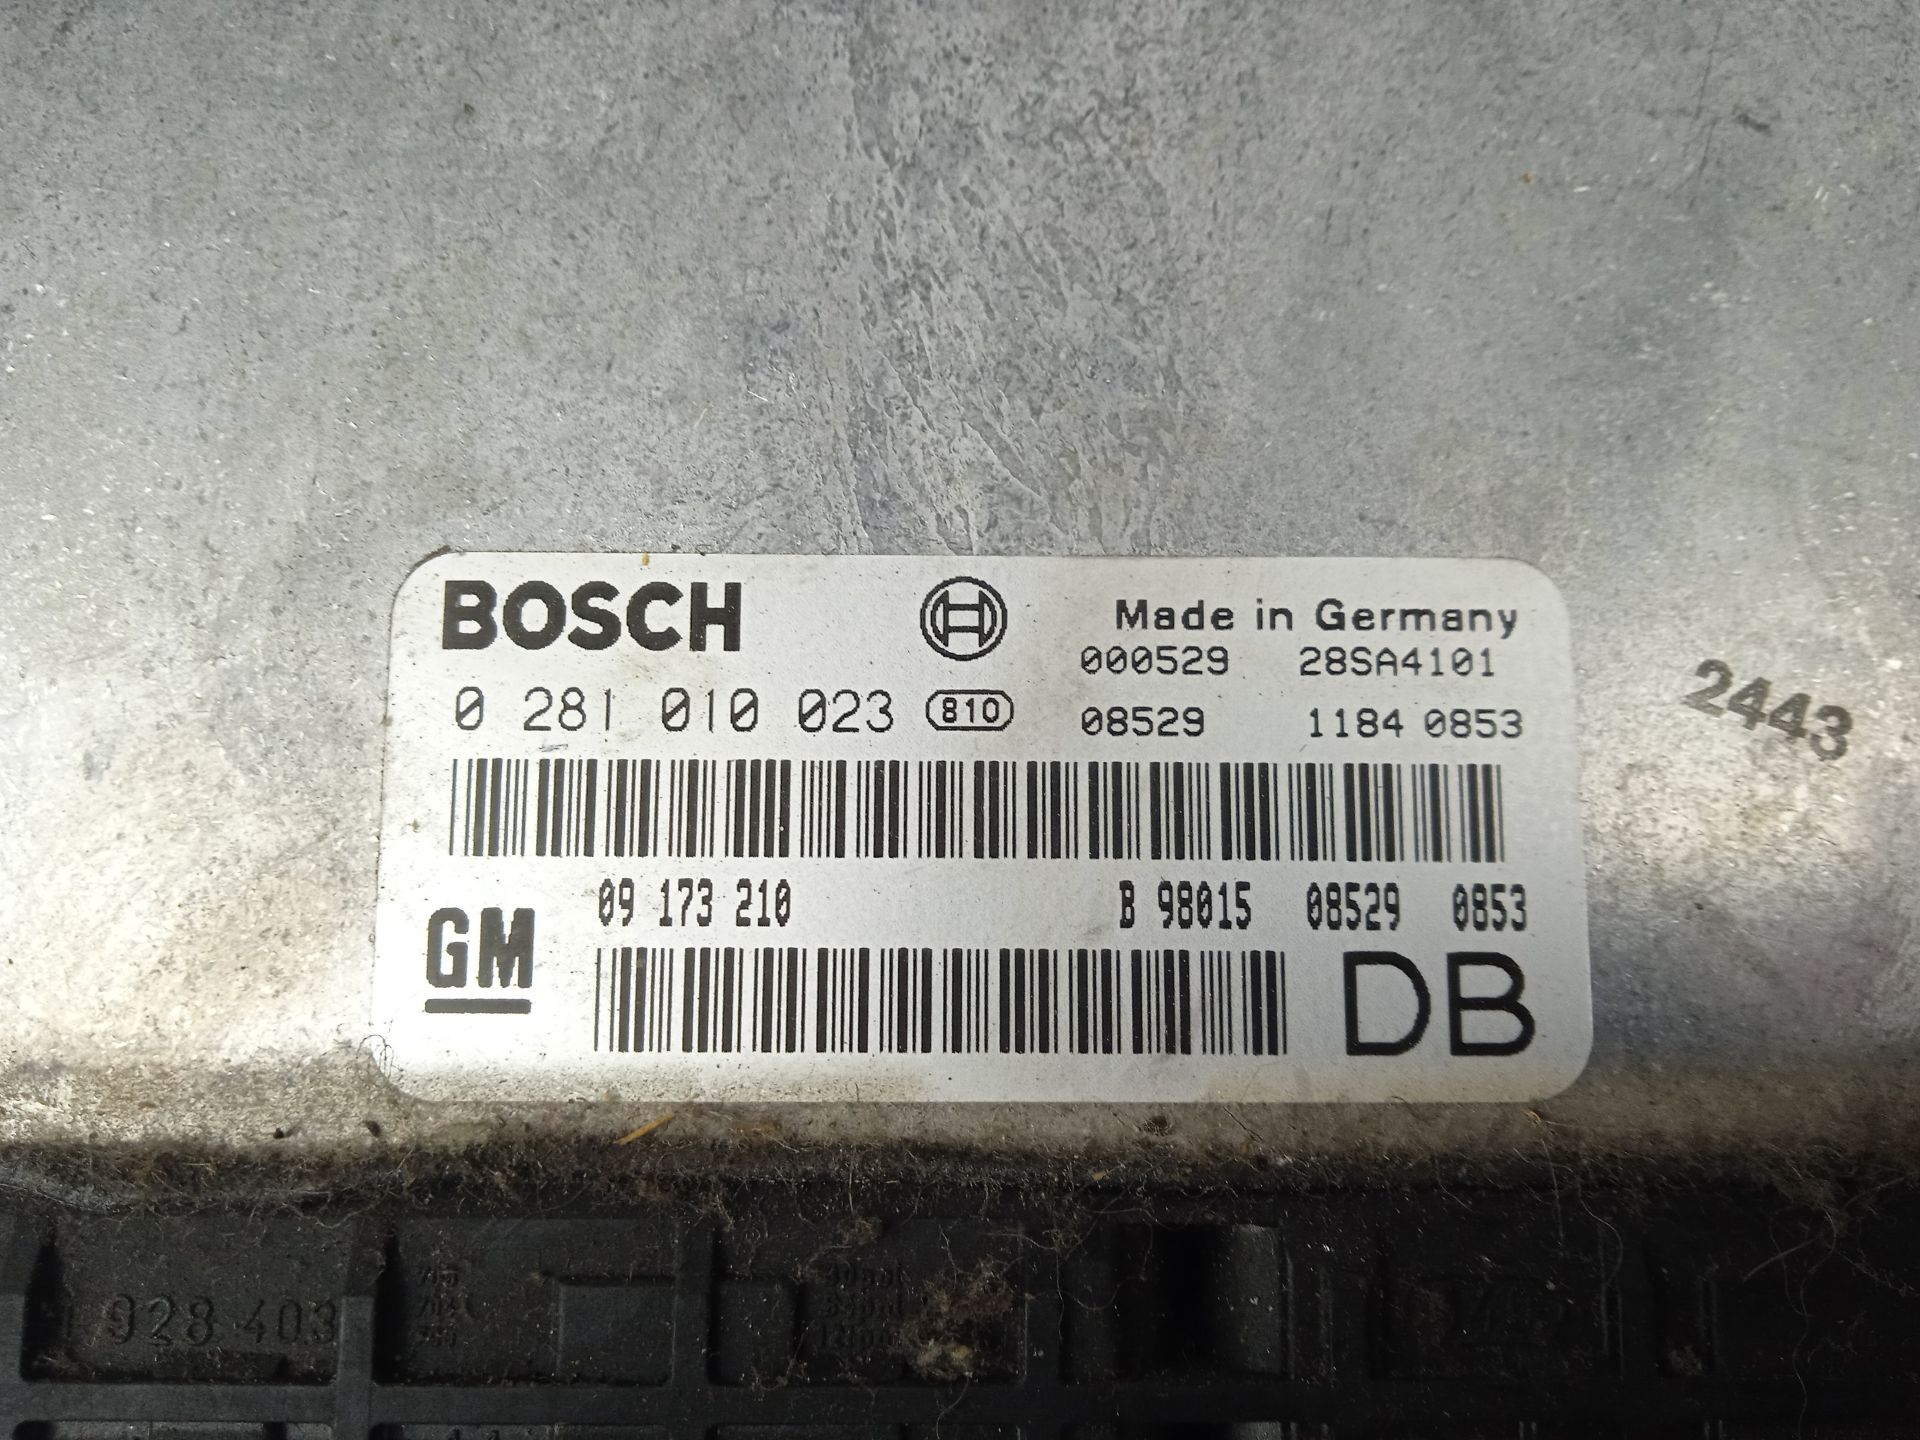 BOSCH
Made in Germany
000529 28SA4101
0 281 010 023 810
08529 1184 0853
2443
09 173 210 B 98015 08529 0853
GM
DB
928 403